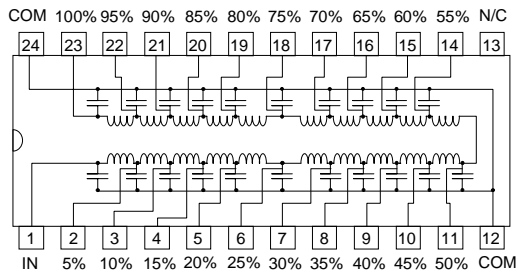 COM 100% 95% 90% 85% 80% 75% 70% 65% 60% 55% N/C
24 23 22 21 20 19 18 17 16 15 14 13
1 2 3 4 5 6 7 8 9 10 11 12
IN 5% 10% 15% 20% 25% 30% 35% 40% 45% 50% COM